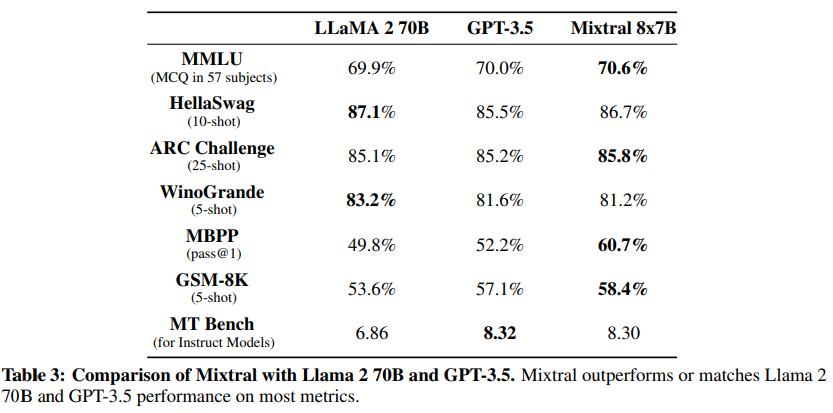 LLaMA 2 70B GPT-3.5 Mixtral 8x7B
MMLU
(MCQ in 57 subjects) 69.9% 70.0% 70.6%
HellaSwag
(10-shot) 87.1% 85.5% 86.7%
ARC Challenge
(25-shot) 85.1% 85.2% 85.8%
WinoGrande
(5-shot) 83.2% 81.6% 81.2%
MBPP
(pass@1) 49.8% 52.2% 60.7%
GSM-8K
(5-shot) 53.6% 57.1% 58.4%
MT Bench
(for Instruct Models) 6.86 8.32 8.30
Table 3: Comparison of Mixtral with Llama 2 70B and GPT-3.5. Mixtral outperforms or matches Llama 2
70B and GPT-3.5 performance on most metrics.